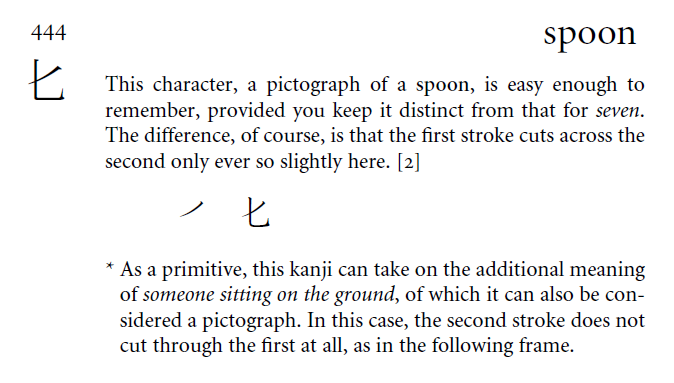 444 spoon
匕 This character, a pictograph of a spoon, is easy enough to
remember, provided you keep it distinct from that for seven.
The difference, of course, is that the first stroke cuts across the
second only ever so slightly here. [2]
㇒ 匕
* As a primitive, this kanji can take on the additional meaning
of someone sitting on the ground, of which it can also be con-
sidered a pictograph. In this case, the second stroke does not
cut through the first at all, as in the following frame.